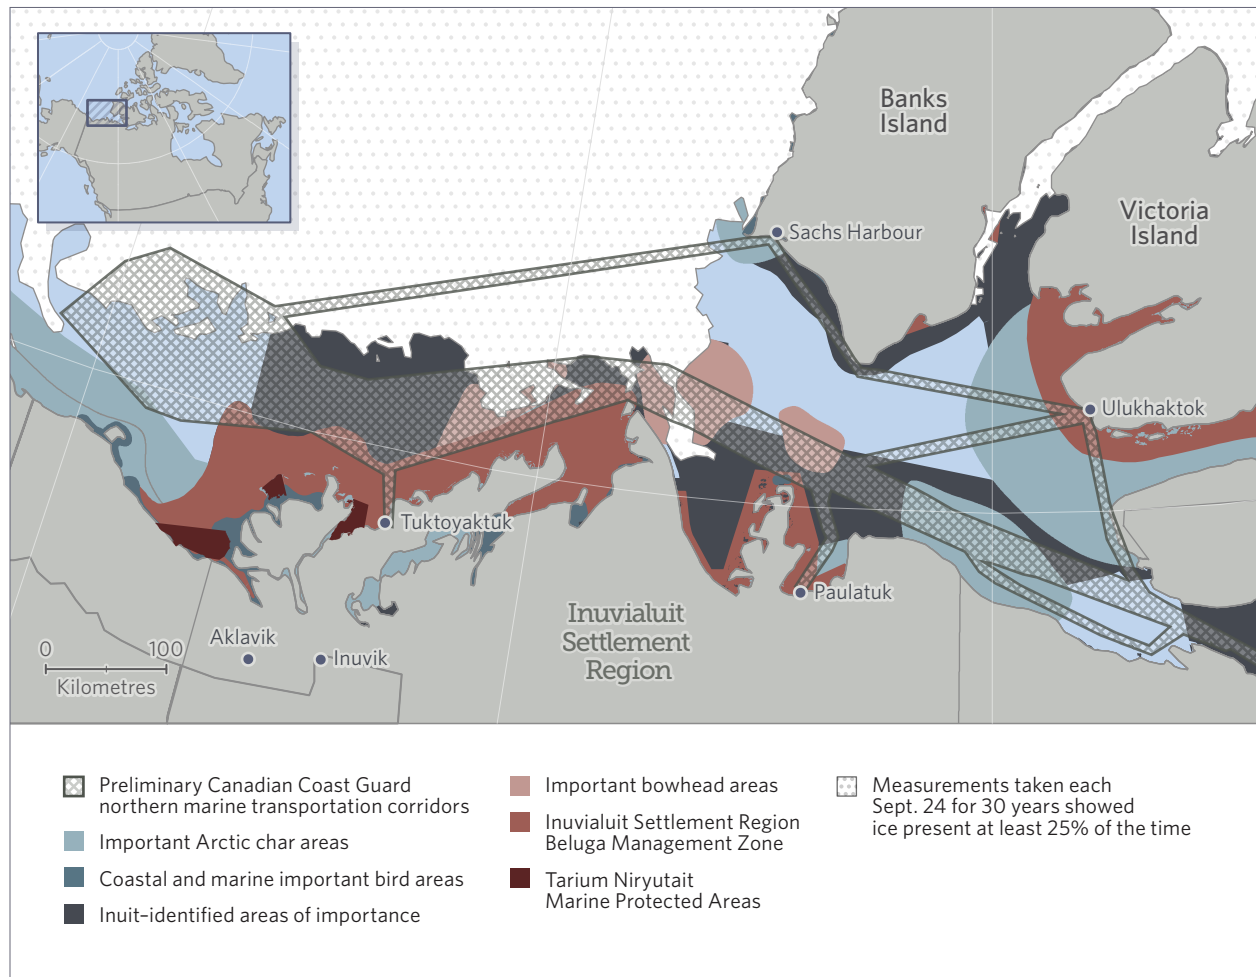 Banks
Island
Victoria
Island
Sachs Harbour
Ulukhaktok
Tuktoyaktuk
Paulatuk
Inuvialuit
Settlement
Region
Aklavik
Inuvik
0 100
Kilometres
Preliminary Canadian Coast Guard
northern marine transportation corridors
Important Arctic char areas
Coastal and marine important bird areas
Inuit–identified areas of importance
Important bowhead areas
Inuvialuit Settlement Region
Beluga Management Zone
Tarium Niryutait
Marine Protected Areas
Measurements taken each
Sept. 24 for 30 years showed
ice present at least 25% of the time